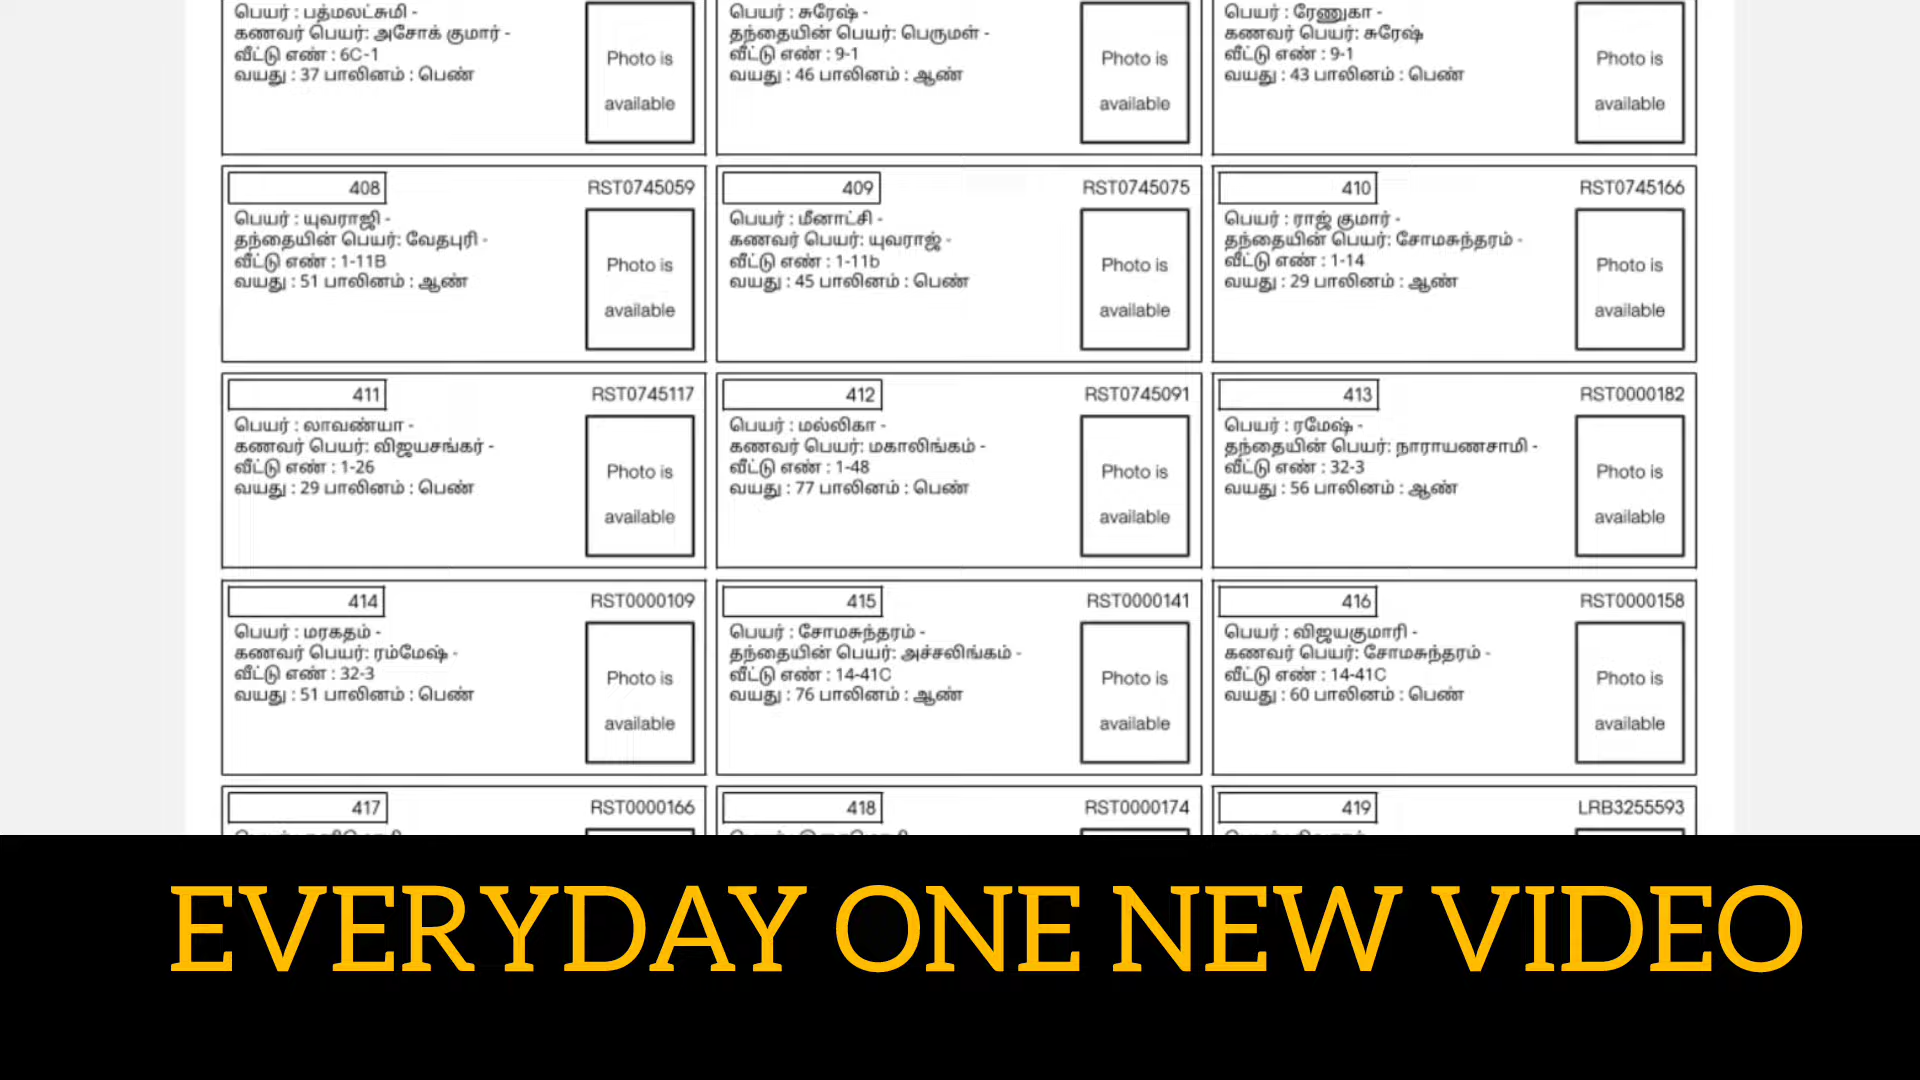 பெயர் : பத்மலட்சுமி -
கணவர் பெயர்: அசோக் குமார் -
வீட்டு எண் : 6C-1
வயது : 37 பாலினம் : பெண்
Photo is
available
பெயர் : சுரேஷ் -
தந்தையின் பெயர்: பெருமள் -
வீட்டு எண் : 9-1
வயது : 46 பாலினம் : ஆண்
Photo is
available
பெயர் : ரேணுகா -
கணவர் பெயர்: சுரேஷ்
வீட்டு எண் : 9-1
வயது : 43 பாலினம் : பெண்
Photo is
available
408 RST0745059
பெயர் : யுவராஜி -
தந்தையின் பெயர்: வேதபுரி -
வீட்டு எண் : 1-11B
வயது : 51 பாலினம் : ஆண்
Photo is
available
409 RST0745075
பெயர் : மீனாட்சி -
கணவர் பெயர்: யுவராஜ் -
வீட்டு எண் : 1-11b
வயது : 45 பாலினம் : பெண்
Photo is
available
410 RST0745166
பெயர் : ராஜ் குமார் -
தந்தையின் பெயர்: சோமசுந்தரம் -
வீட்டு எண் : 1-14
வயது : 29 பாலினம் : ஆண்
Photo is
available
411 RST0745117
பெயர் : லாவண்யா -
கணவர் பெயர்: விஜயசங்கர் -
வீட்டு எண் : 1-26
வயது : 29 பாலினம் : பெண்
Photo is
available
412 RST0745091
பெயர் : மல்லிகா -
கணவர் பெயர்: மகாலிங்கம் -
வீட்டு எண் : 1-48
வயது : 77 பாலினம் : பெண்
Photo is
available
413 RST0000182
பெயர் : ரமேஷ் -
தந்தையின் பெயர்: நாராயணசாமி -
வீட்டு எண் : 32-3
வயது : 56 பாலினம் : ஆண்
Photo is
available
414 RST0000109
பெயர் : மரகதம் -
கணவர் பெயர்: ரம்மேஷ் -
வீட்டு எண் : 32-3
வயது : 51 பாலினம் : பெண்
Photo is
available
415 RST0000141
பெயர் : சோமசுந்தரம் -
தந்தையின் பெயர்: அச்சலிங்கம் -
வீட்டு எண் : 14-41C
வயது : 76 பாலினம் : ஆண்
Photo is
available
416 RST0000158
பெயர் : விஜயகுமாரி -
கணவர் பெயர்: சோமசுந்தரம் -
வீட்டு எண் : 14-41C
வயது : 60 பாலினம் : பெண்
Photo is
available
417 RST0000166
418 RST0000174
419 LRB3255593
EVERYDAY ONE NEW VIDEO